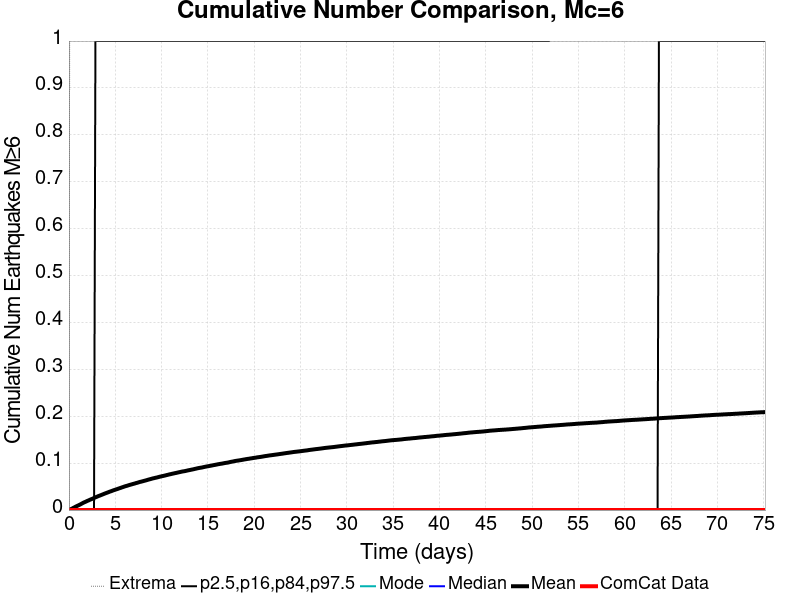 Cumulative Number Comparison, Mc=6
Cumulative Num Earthquakes M≥6
1
0.9
0.8
0.7
0.6
0.5
0.4
0.3
0.2
0.1
0
0 5 10 15 20 25 30 35 40 45 50 55 60 65 70 75
Time (days)
Extrema p2.5,p16,p84,p97.5 Mode Median Mean ComCat Data